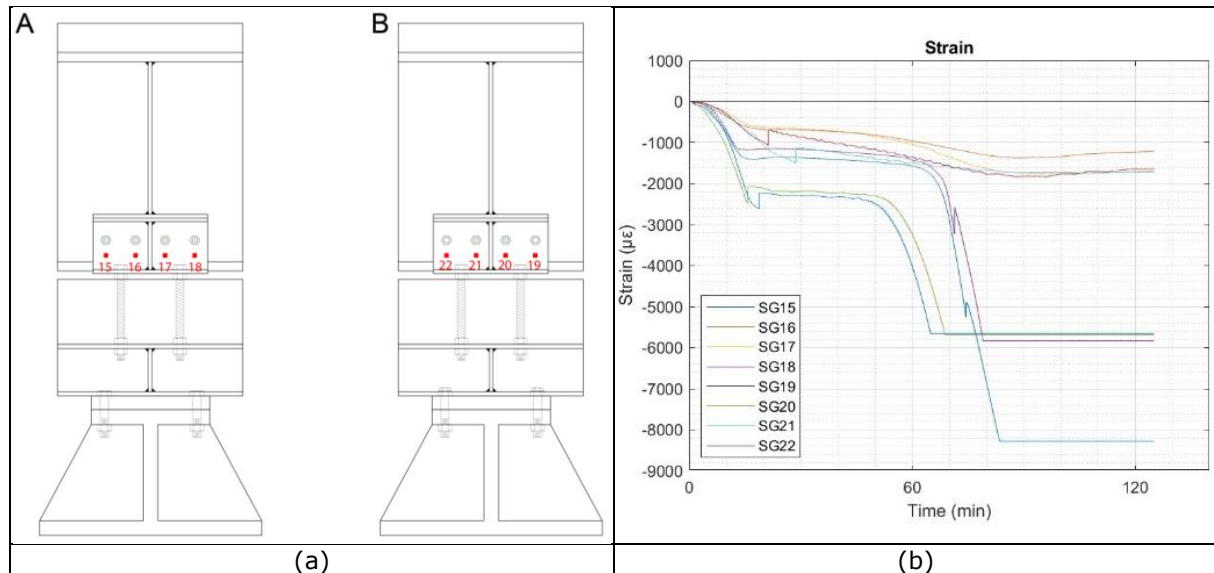 A
B
15 16 17 18
22 21 20 19
(a)
Strain
1000
0
-1000
-2000
-3000
-4000
-5000
-6000
-7000
-8000
-9000
Strain (με)
SG15
SG16
SG17
SG18
SG19
SG20
SG21
SG22
0 60 120
Time (min)
(b)